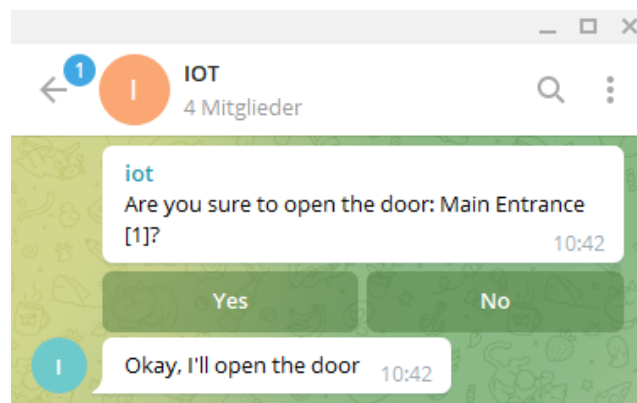 1
I
IOT
4 Mitglieder
iot
Are you sure to open the door: Main Entrance
[1]?
10:42
Yes No
I
Okay, I'll open the door 10:42